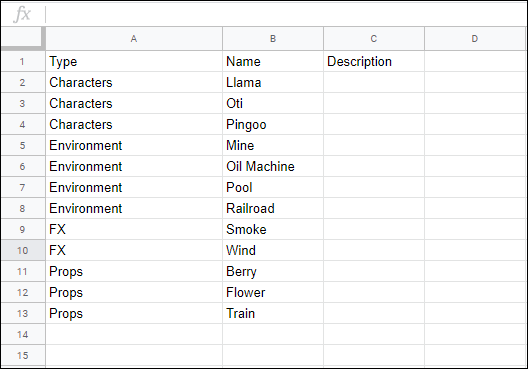 fx
A B C D
1 Type Name Description
2 Characters Llama
3 Characters Oti
4 Characters Pingoo
5 Environment Mine
6 Environment Oil Machine
7 Environment Pool
8 Environment Railroad
9 FX Smoke
10 FX Wind
11 Props Berry
12 Props Flower
13 Props Train
14
15